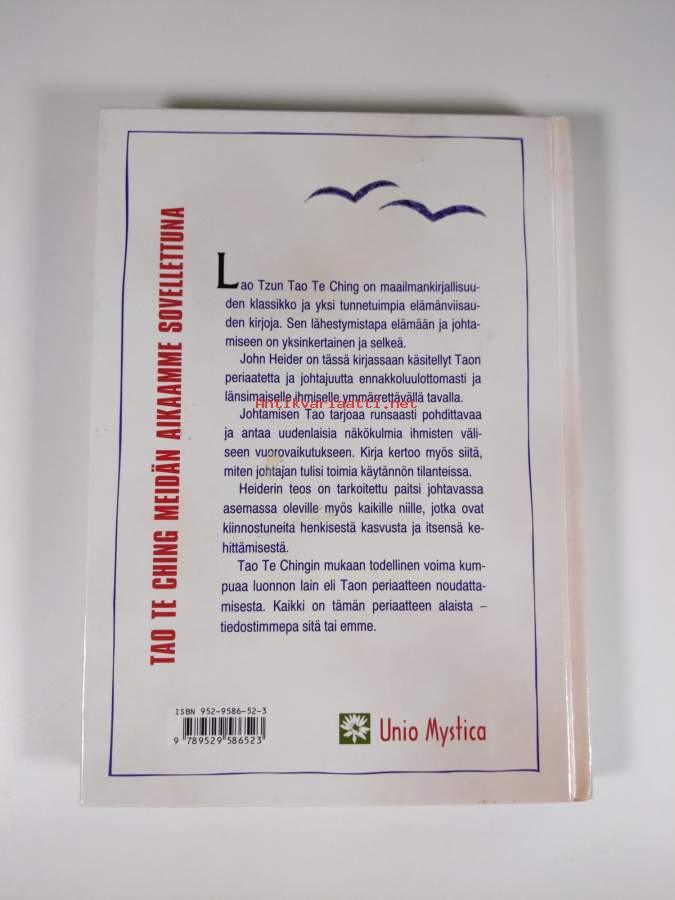 TAO TE CHING MEIDÄN AIKAAMME SOVELLETTUNA
Lao Tzun Tao Te Ching on maailmankirjallisuu-
den klassikko ja yksi tunnetuimpia elämänviisau-
den kirjoja. Sen lähestymistapa elämään ja johta-
miseen on yksinkertainen ja selkeä.
John Heider on tässä kirjassaan käsitellyt Taon
periaatetta ja johtajuutta ennakkoluulottomasti ja
länsimaiselle ihmiselle ymmärrettävällä tavalla.
Antikvariaatti.net
Johtamisen Tao tarjoaa runsaasti pohdittavaa
ja antaa uudenlaisia näkökulmia ihmisten väli-
seen vuorovaikutukseen. Kirja kertoo myös siitä,
miten johtajan tulisi toimia käytännön tilanteissa.
Heiderin teos on tarkoitettu paitsi johtavassa
asemassa oleville myös kaikille niille, jotka ovat
kiinnostuneita henkisestä kasvusta ja itsensä ke-
hittämisestä.
Tao Te Chingin mukaan todellinen voima kum-
puaa luonnon lain eli Taon periaatteen noudatta-
misesta. Kaikki on tämän periaatteen alaista –
tiedostimmepa sitä tai emme.
ISBN 952-9586-52-3
9 789529 586523
Unio Mystica